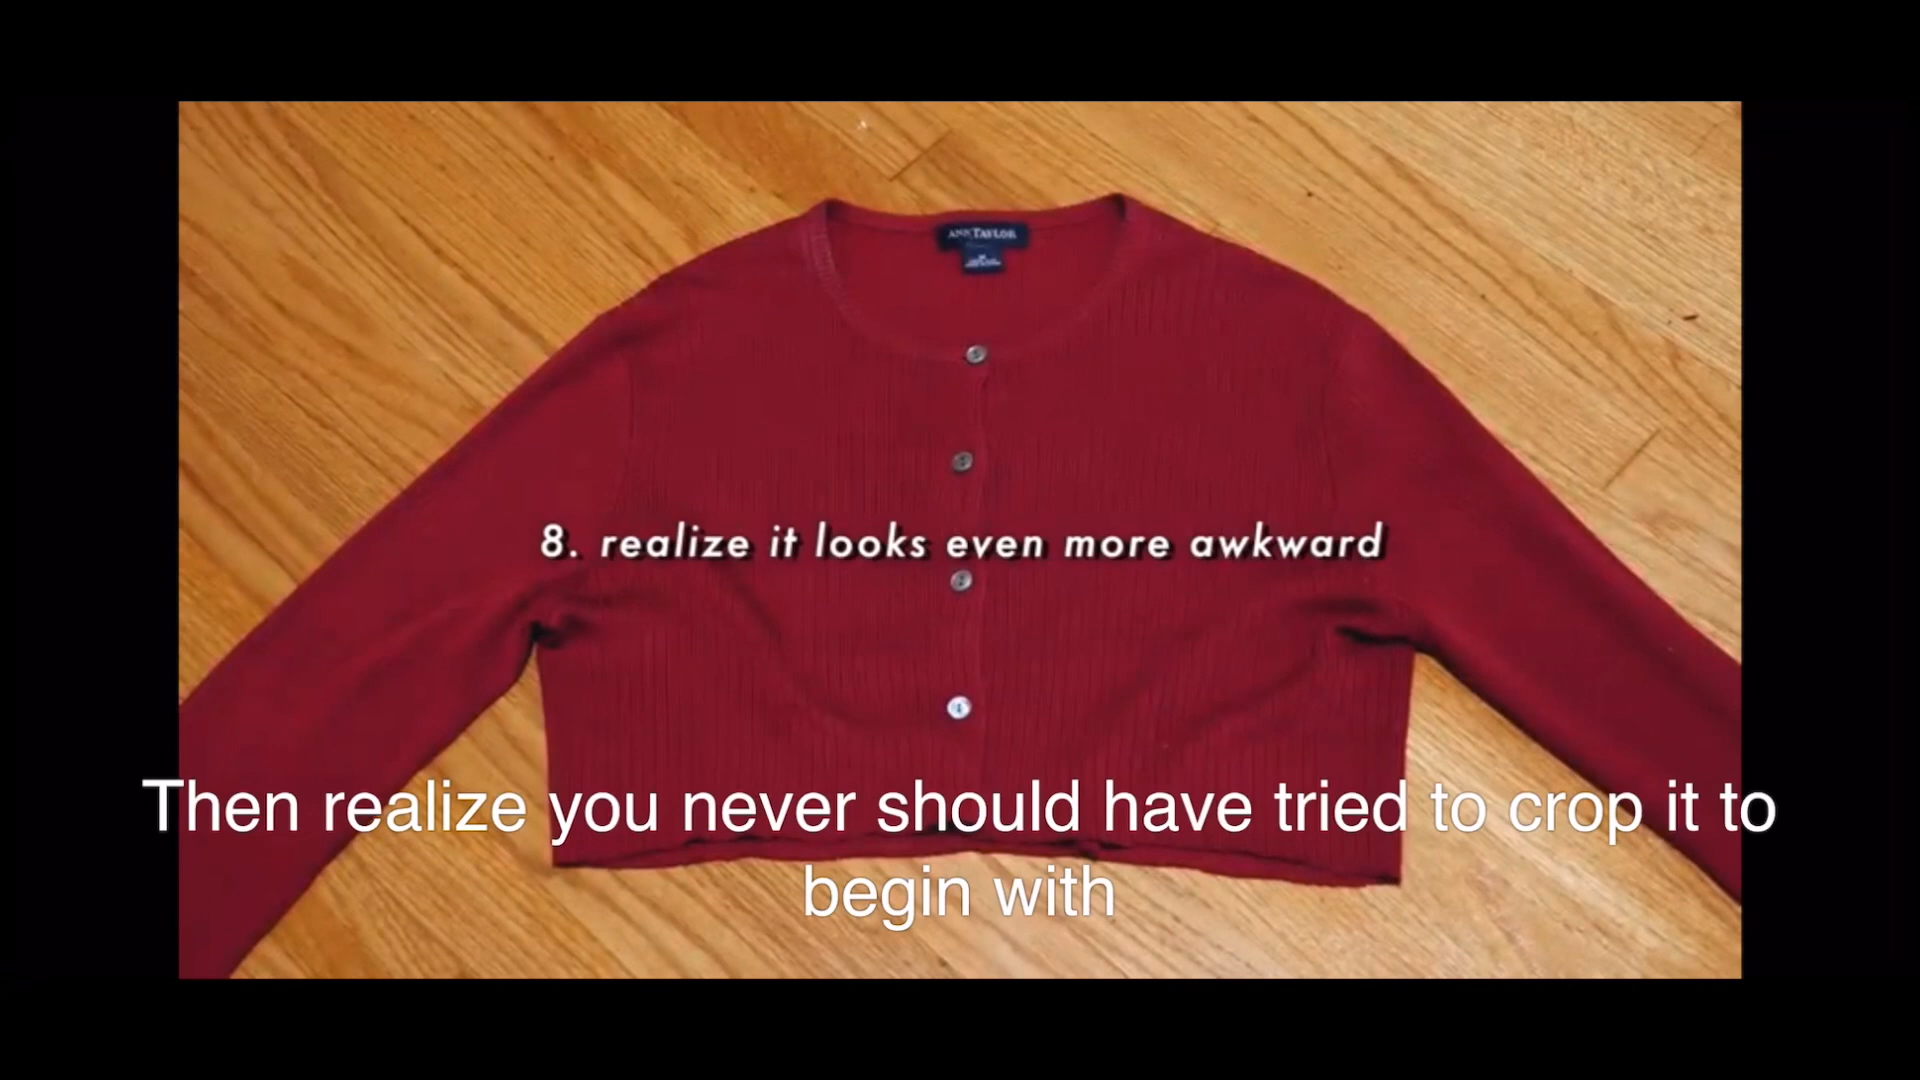 ANN TAYLOR
M
8. realize it looks even more awkward
Then realize you never should have tried to crop it to
begin with